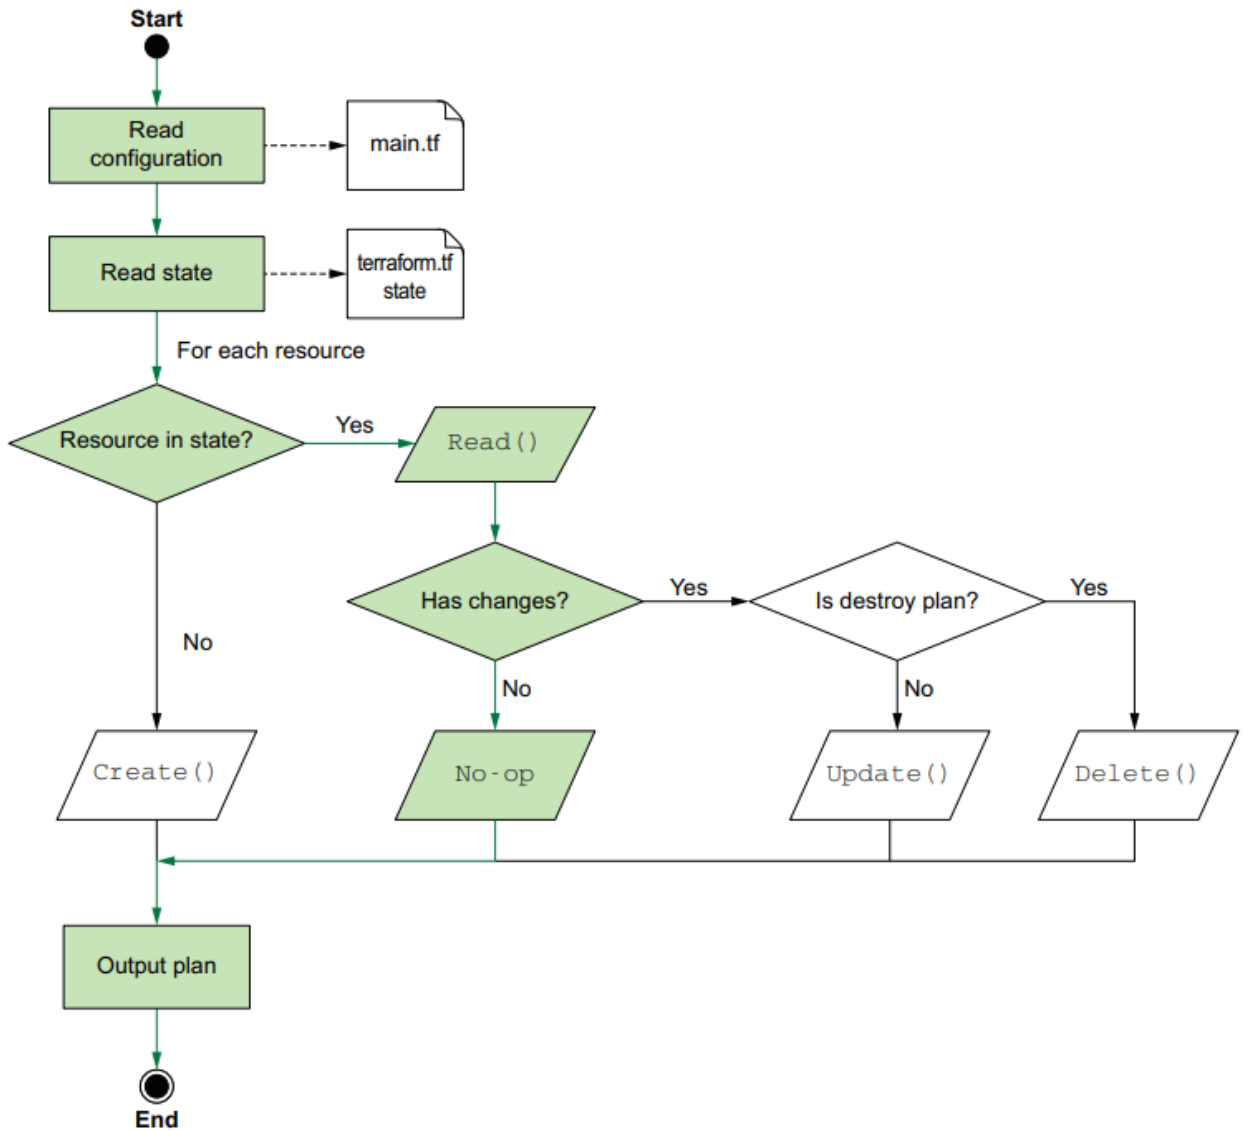 Start
Read
configuration
main.tf
Read state
terraform.tf
state
For each resource
Resource in state?
Yes
Read()
Has changes?
Yes
Is destroy plan?
Yes
No
No
No
Create()
No-op
Update()
Delete()
Output plan
End